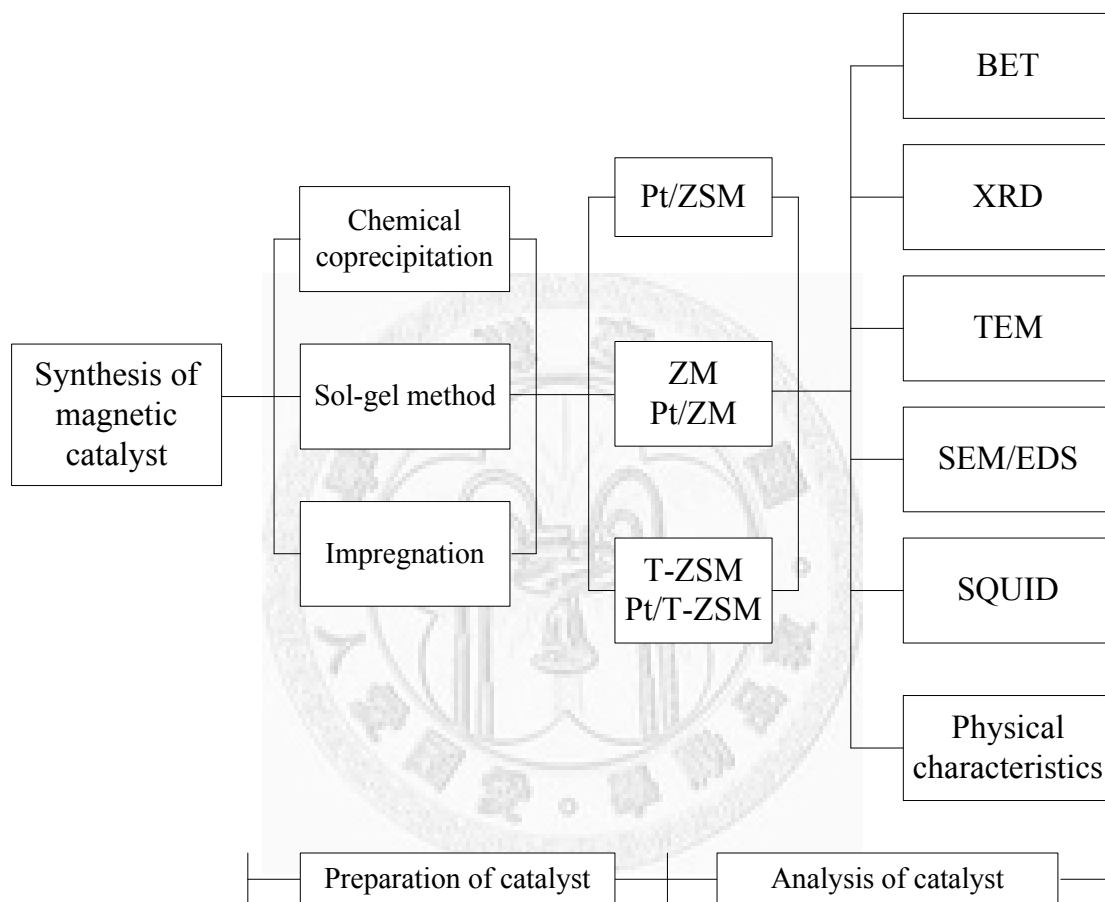 BET
XRD
TEM
SEM/EDS
SQUID
Physical
characteristics
Pt/ZSM
ZM
Pt/ZM
T-ZSM
Pt/T-ZSM
Chemical
coprecipitation
Sol-gel method
Impregnation
Synthesis of
magnetic
catalyst
Preparation of catalyst
Analysis of catalyst